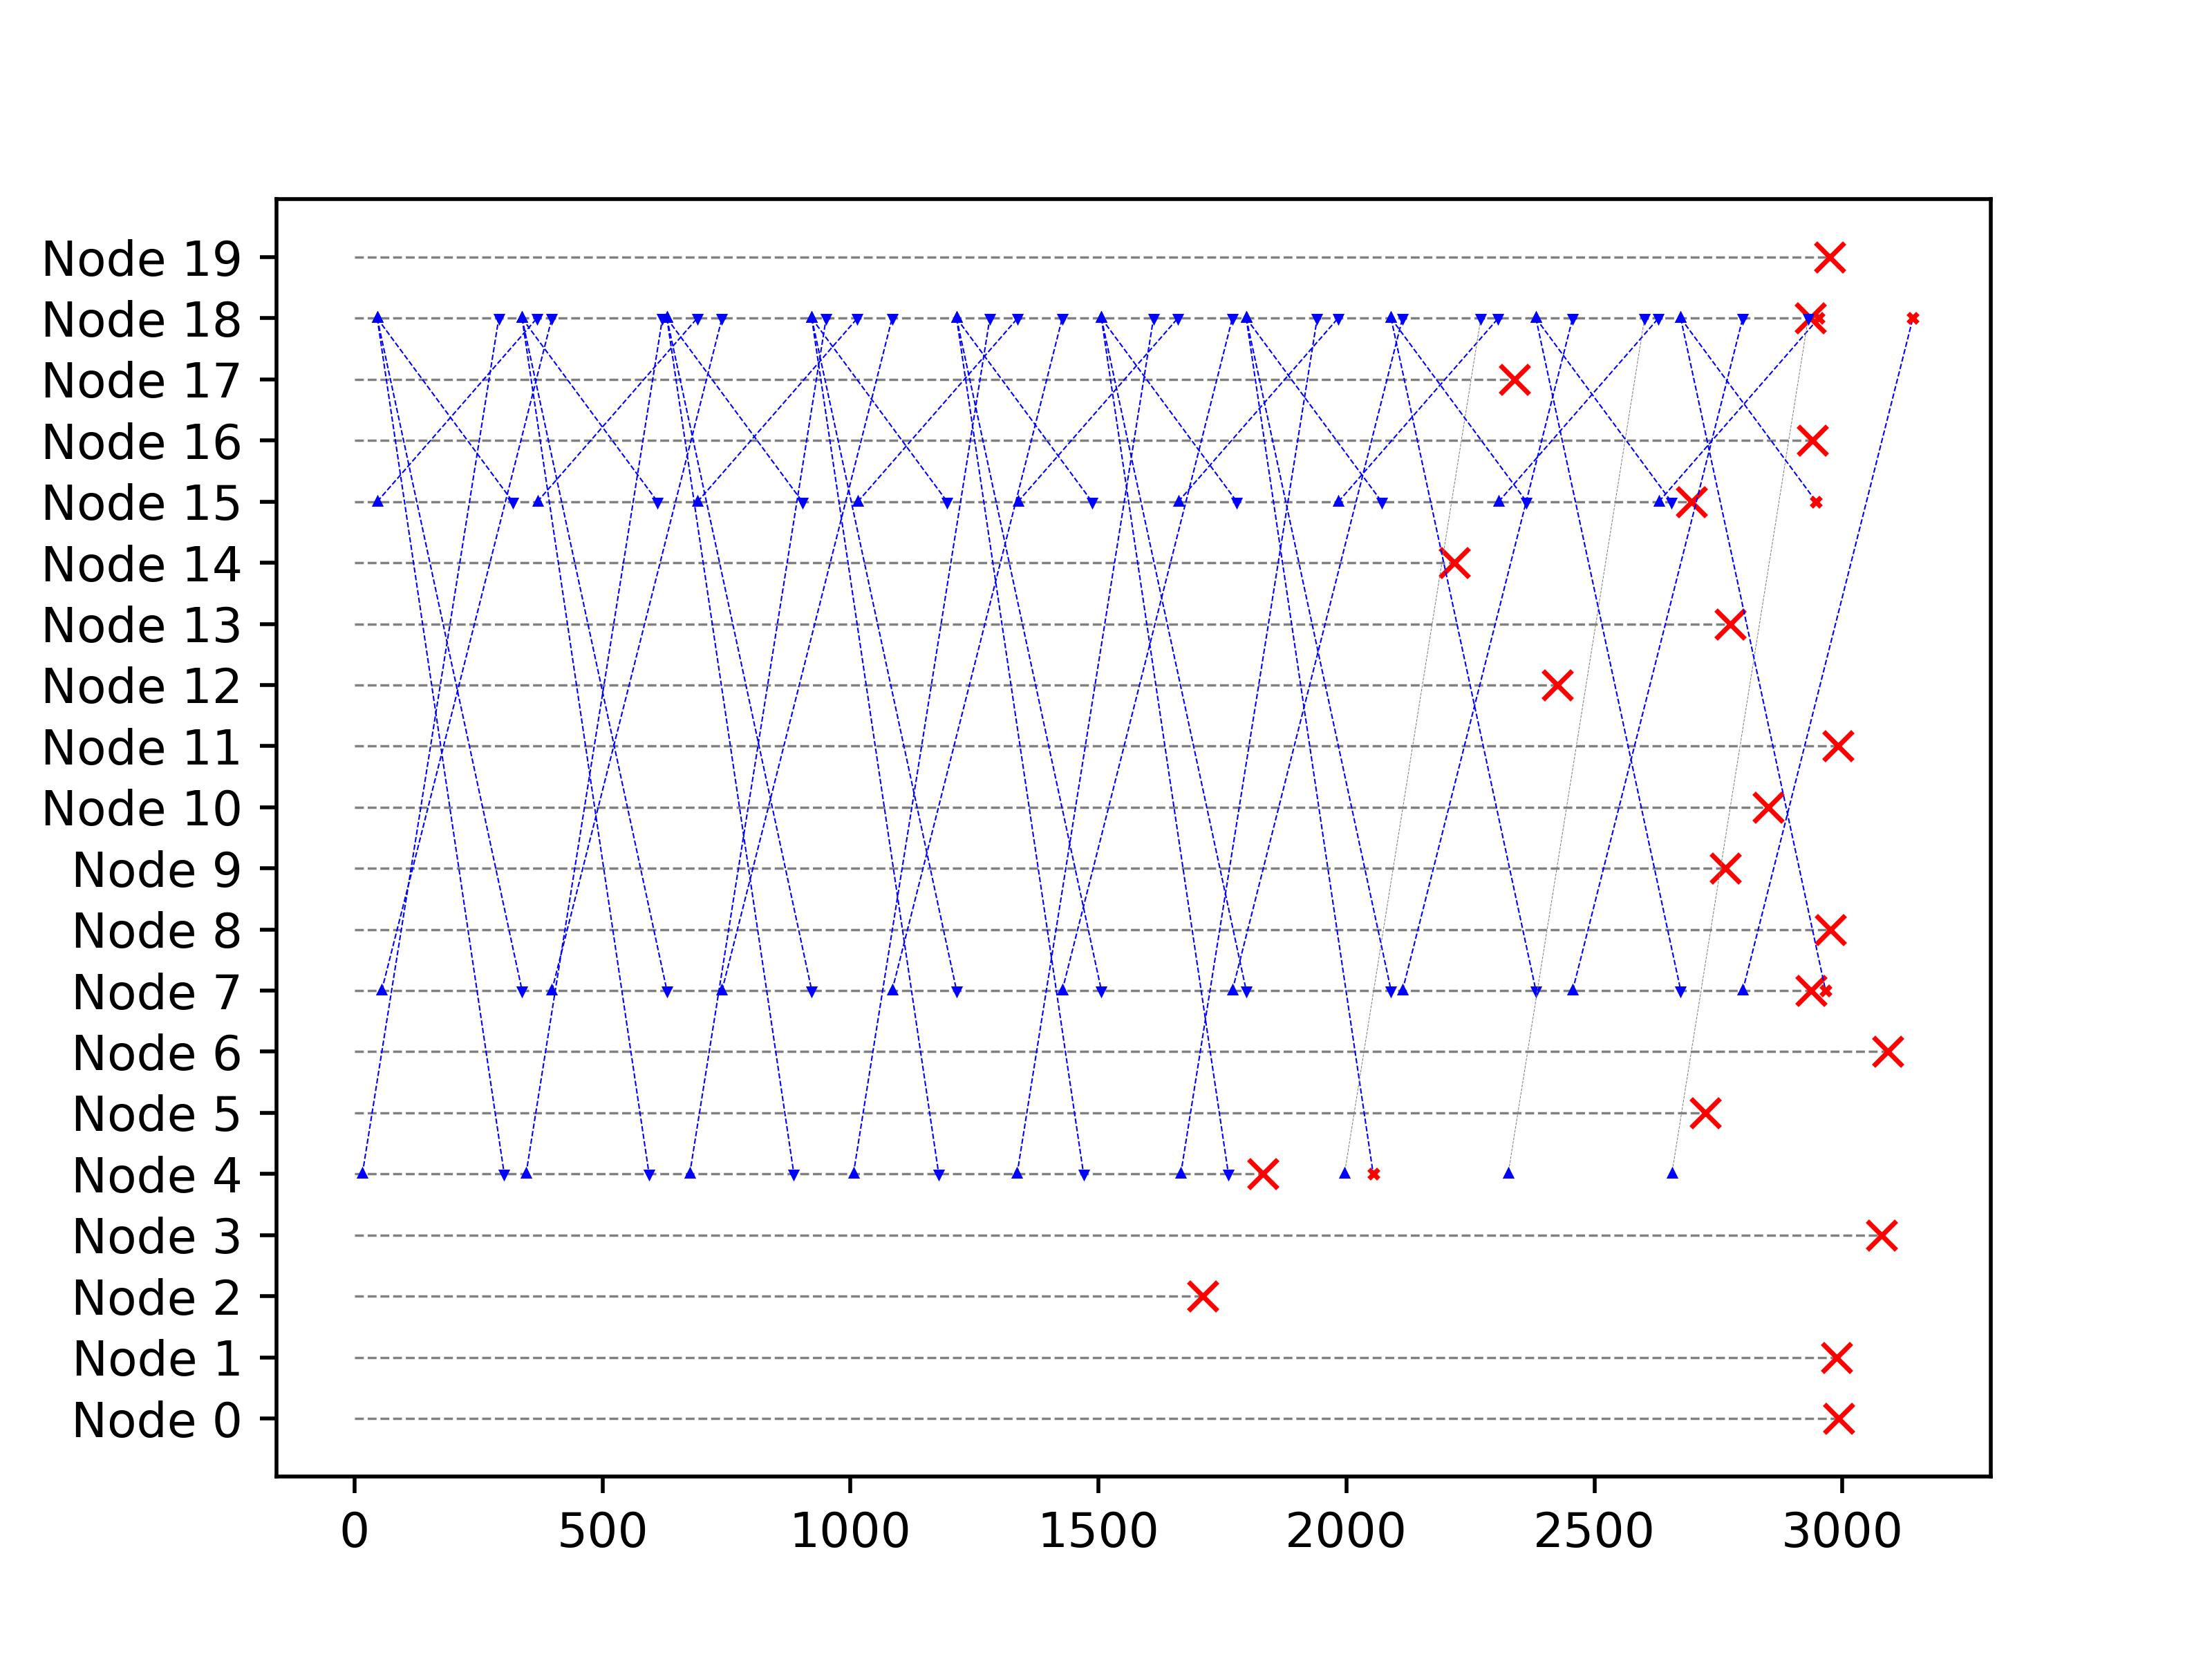 Node 19
Node 18
Node 17
Node 16
Node 15
Node 14
Node 13
Node 12
Node 11
Node 10
Node 9
Node 8
Node 7
Node 6
Node 5
Node 4
Node 3
Node 2
Node 1
Node 0
0 500 1000 1500 2000 2500 3000